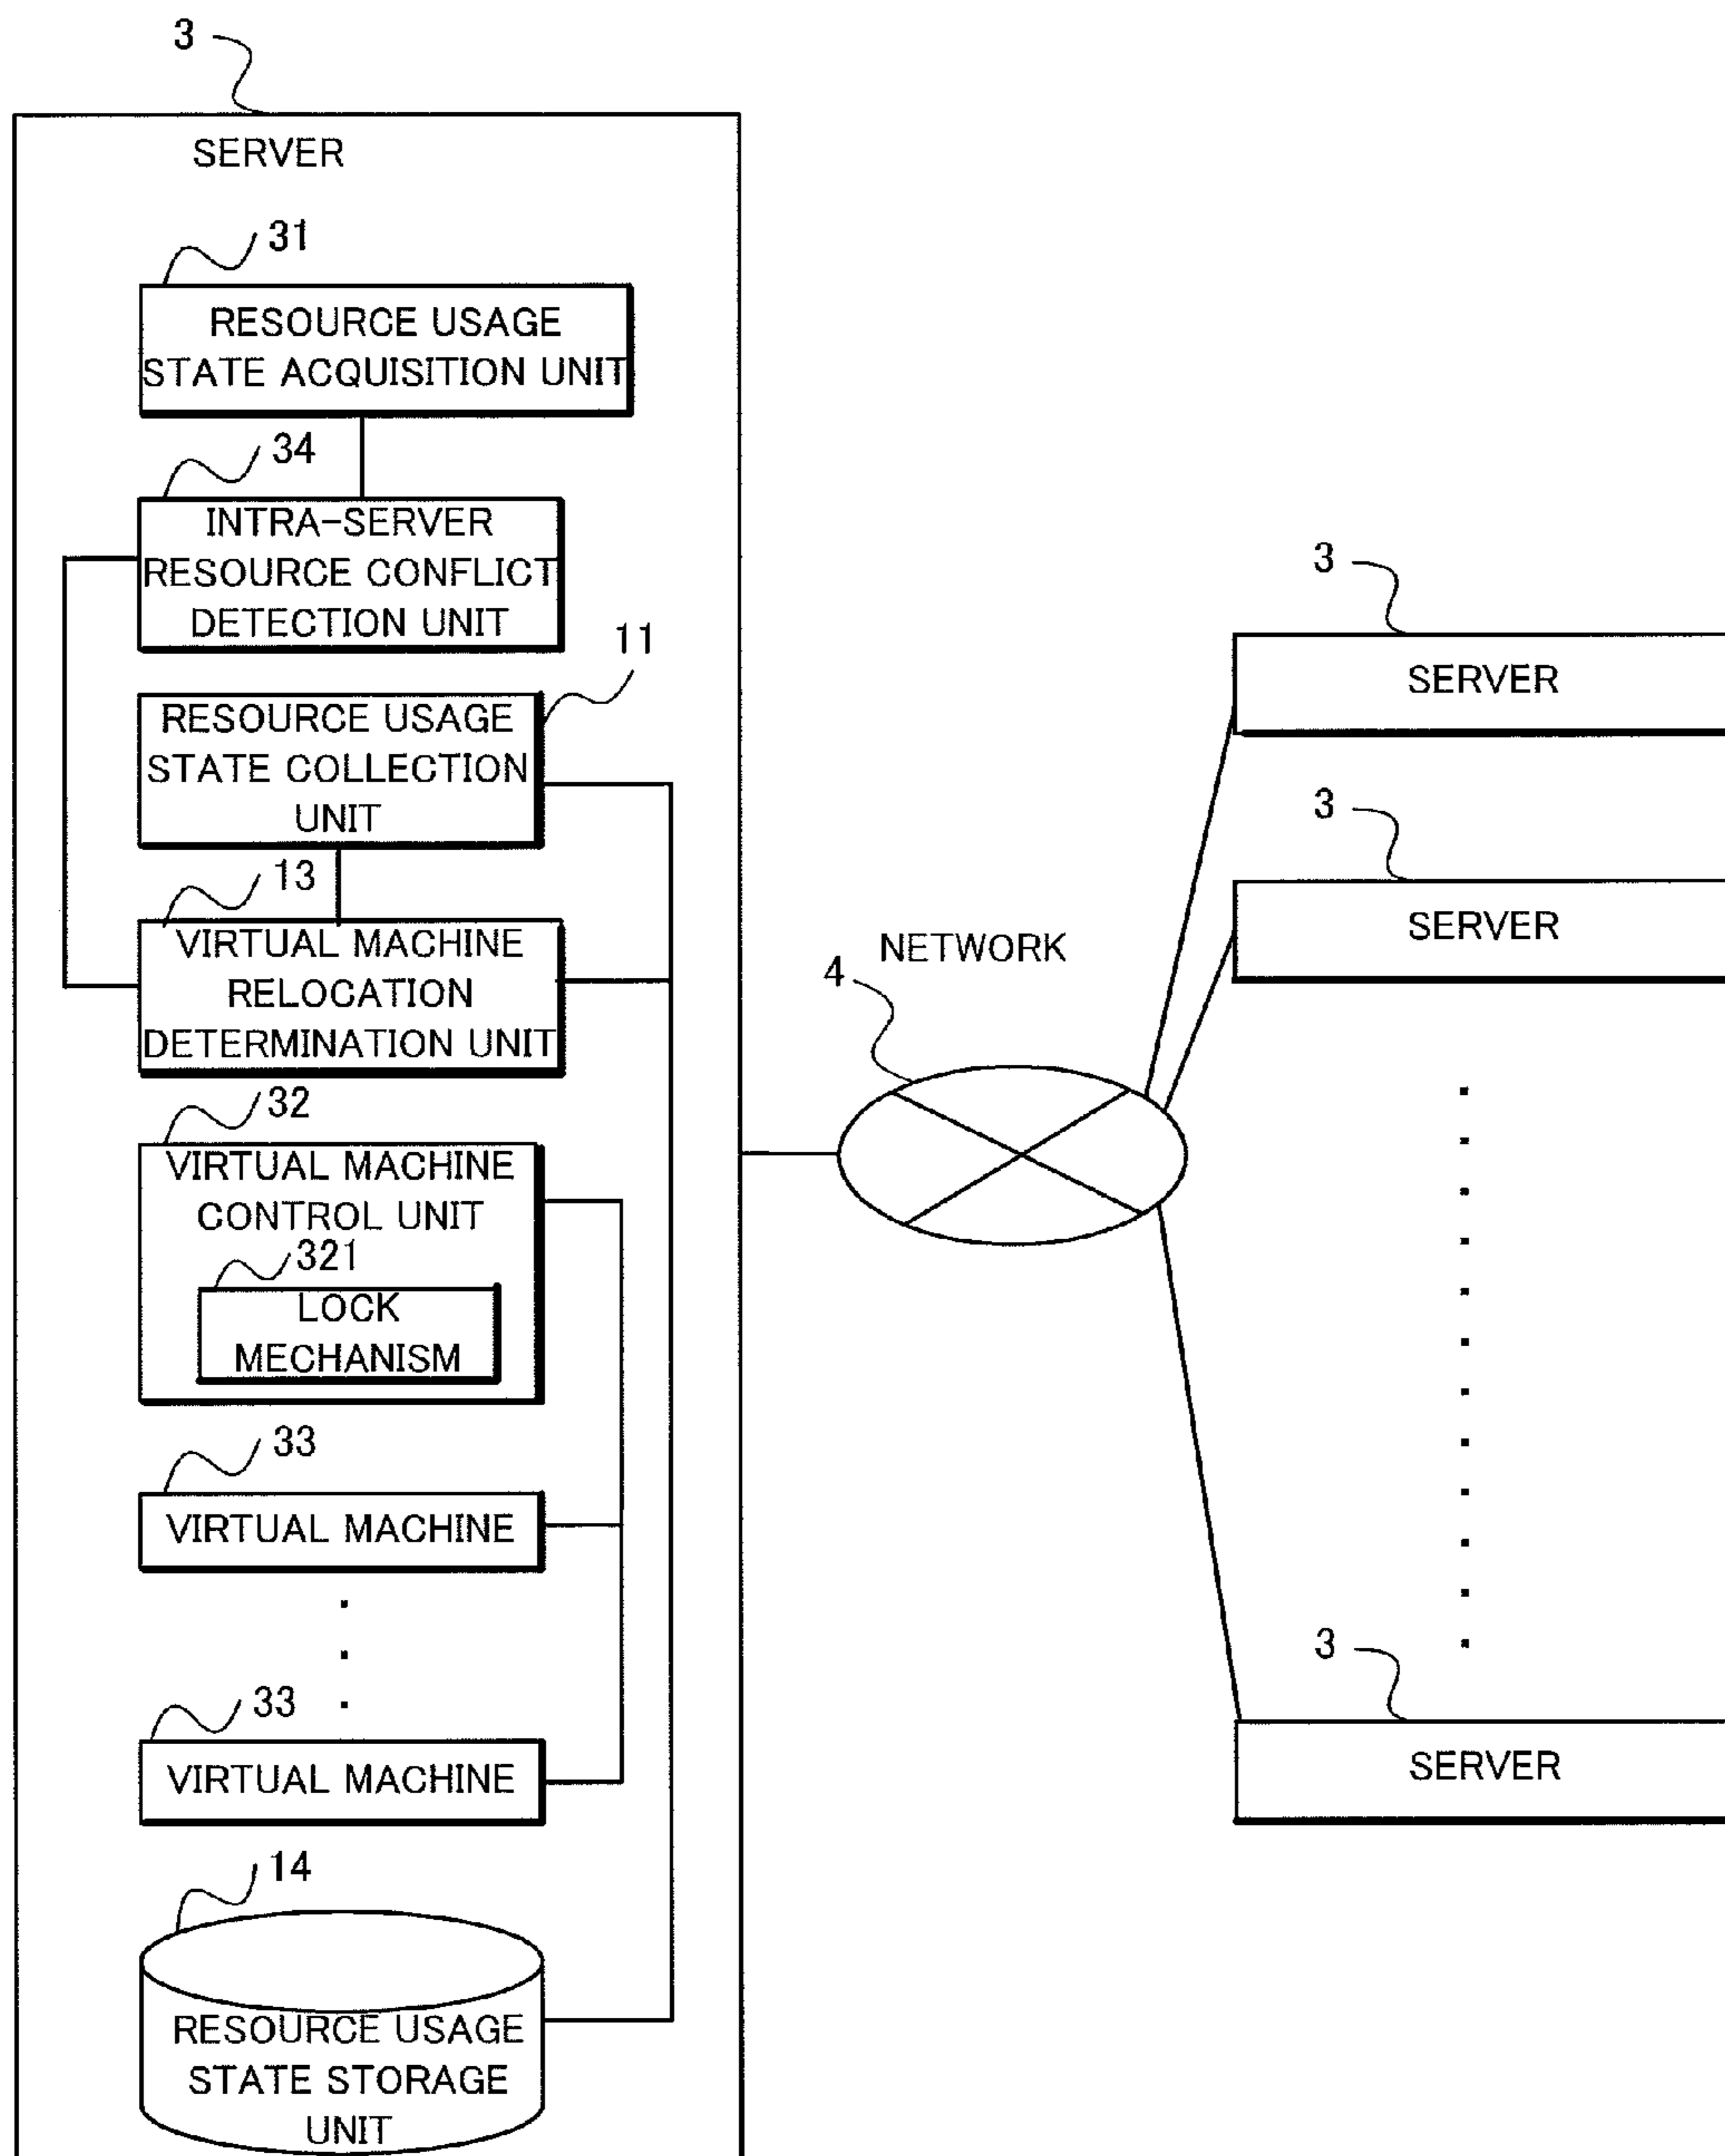 3
SERVER
31
RESOURCE USAGE
STATE ACQUISITION UNIT
34
INTRA-SERVER
RESOURCE CONFLICT
DETECTION UNIT
11
RESOURCE USAGE
STATE COLLECTION
UNIT
13
VIRTUAL MACHINE
RELOCATION
DETERMINATION UNIT
32
VIRTUAL MACHINE
CONTROL UNIT
321
LOCK
MECHANISM
33
VIRTUAL MACHINE
33
VIRTUAL MACHINE
14
RESOURCE USAGE
STATE STORAGE
UNIT
NETWORK
4
3
SERVER
3
SERVER
3
SERVER